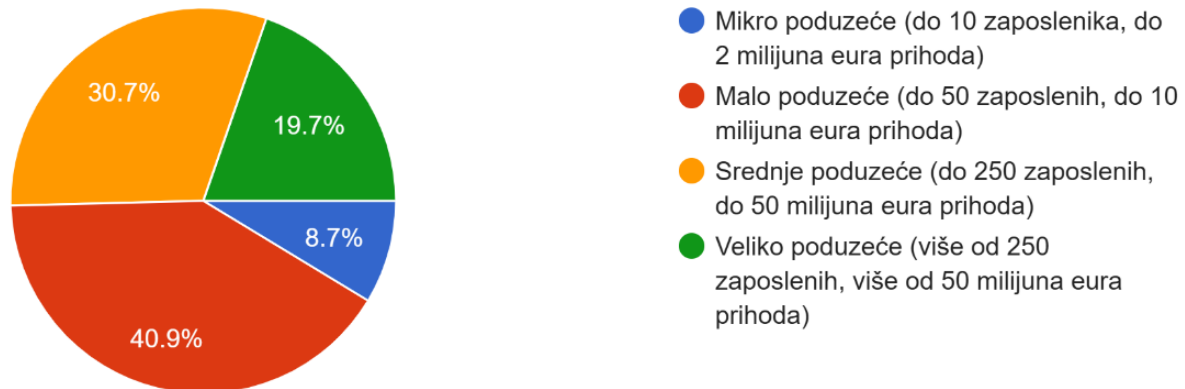 30.7%
19.7%
8.7%
40.9%
Mikro poduzeće (do 10 zaposlenika, do
2 milijuna eura prihoda)
Malo poduzeće (do 50 zaposlenih, do 10
milijuna eura prihoda)
Srednje poduzeće (do 250 zaposlenih,
do 50 milijuna eura prihoda)
Veliko poduzeće (više od 250
zaposlenih, više od 50 milijuna eura
prihoda)